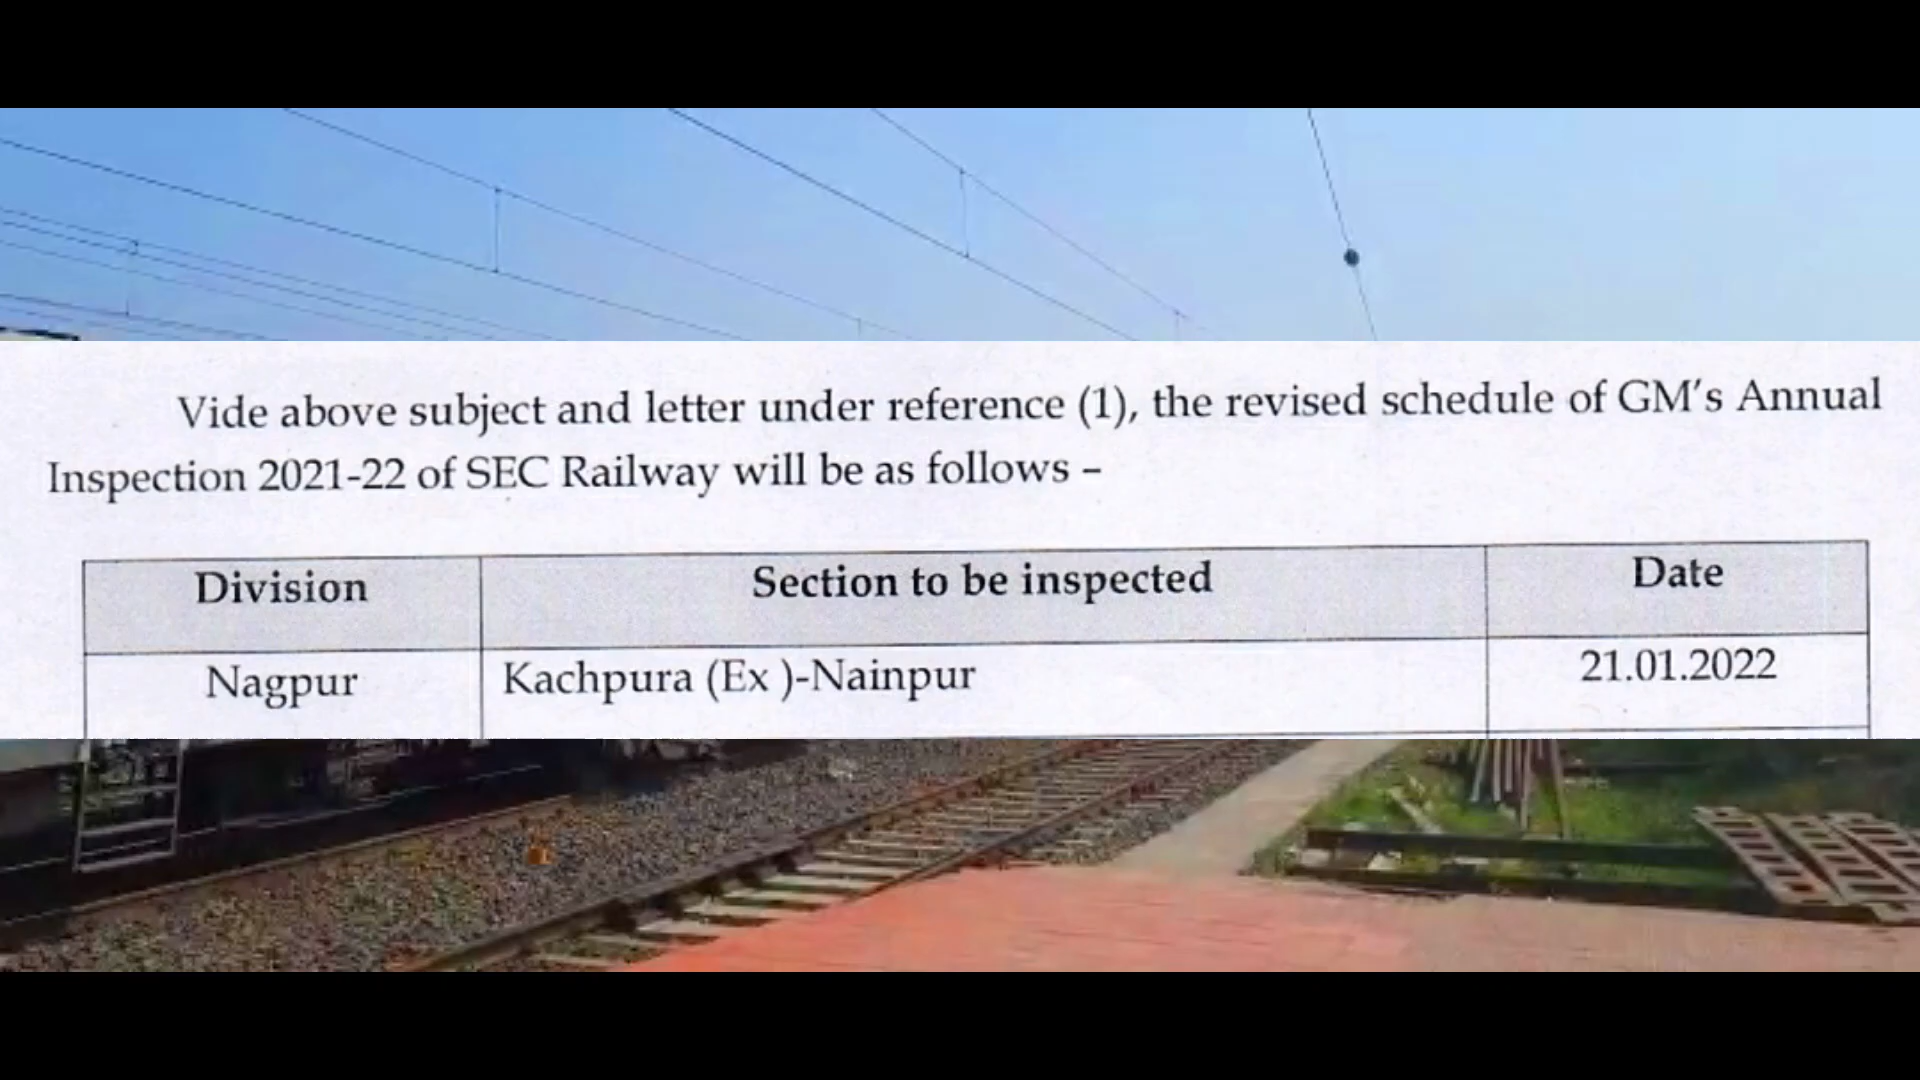 Vide above subject and letter under reference (1), the revised schedule of GM's Annual
Inspection 2021-22 of SEC Railway will be as follows –
Division Section to be inspected Date
Nagpur Kachpura (Ex )-Nainpur 21.01.2022